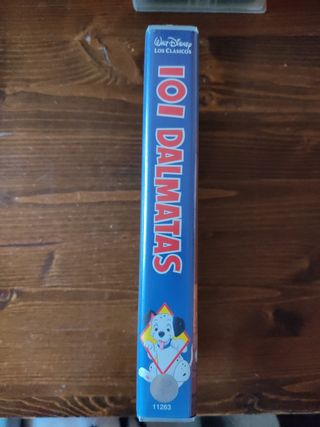 WALT DISNEY
LOS CLASICOS
101 DALMATAS
11263